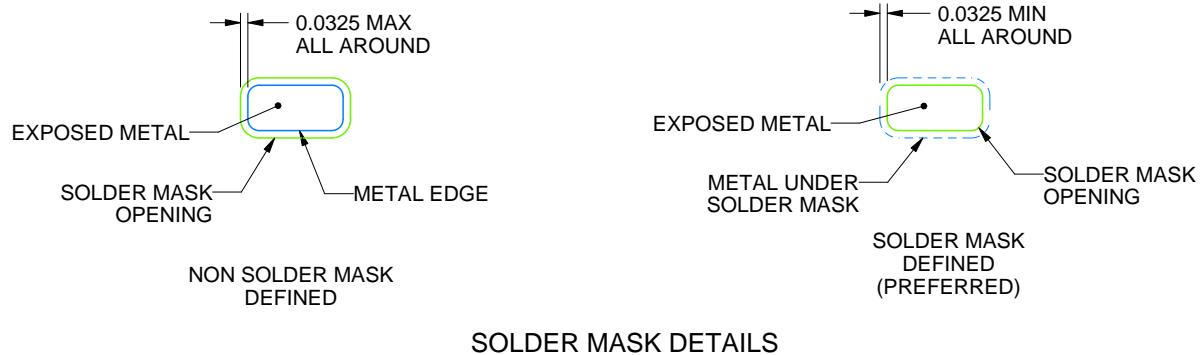 0.0325 MAX
ALL AROUND
EXPOSED METAL
SOLDER MASK
OPENING
METAL EDGE
NON SOLDER MASK
DEFINED
0.0325 MIN
ALL AROUND
EXPOSED METAL
METAL UNDER
SOLDER MASK
SOLDER MASK
OPENING
SOLDER MASK
DEFINED
(PREFERRED)
SOLDER MASK DETAILS